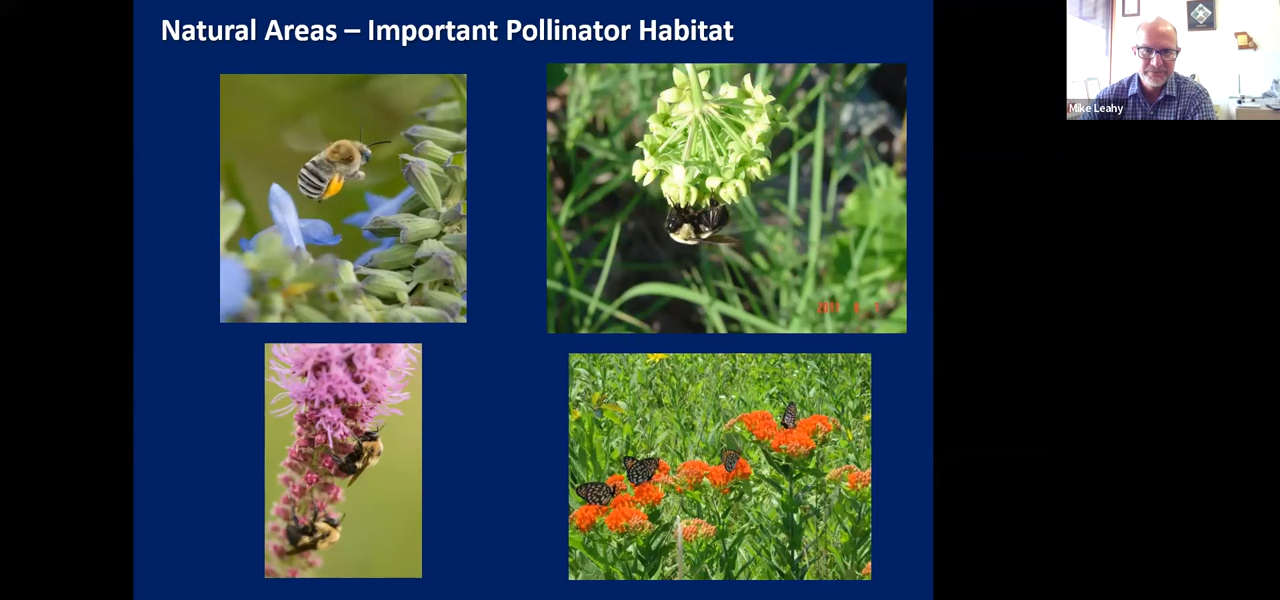 Natural Areas – Important Pollinator Habitat
Mike Leahy